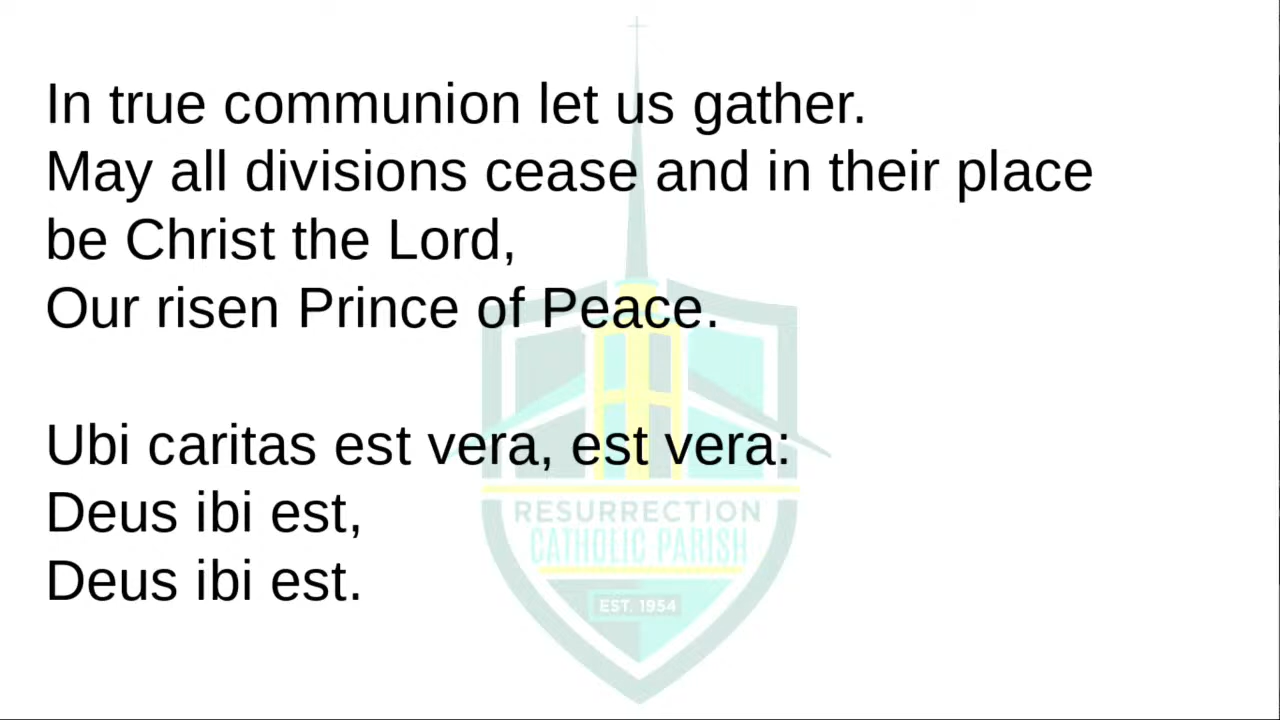 In true communion let us gather.
May all divisions cease and in their place
be Christ the Lord,
Our risen Prince of Peace.
Ubi caritas est vera, est vera:
Deus ibi est,
Deus ibi est.
RESURRECTION
CATHOLIC PARISH
EST. 1954